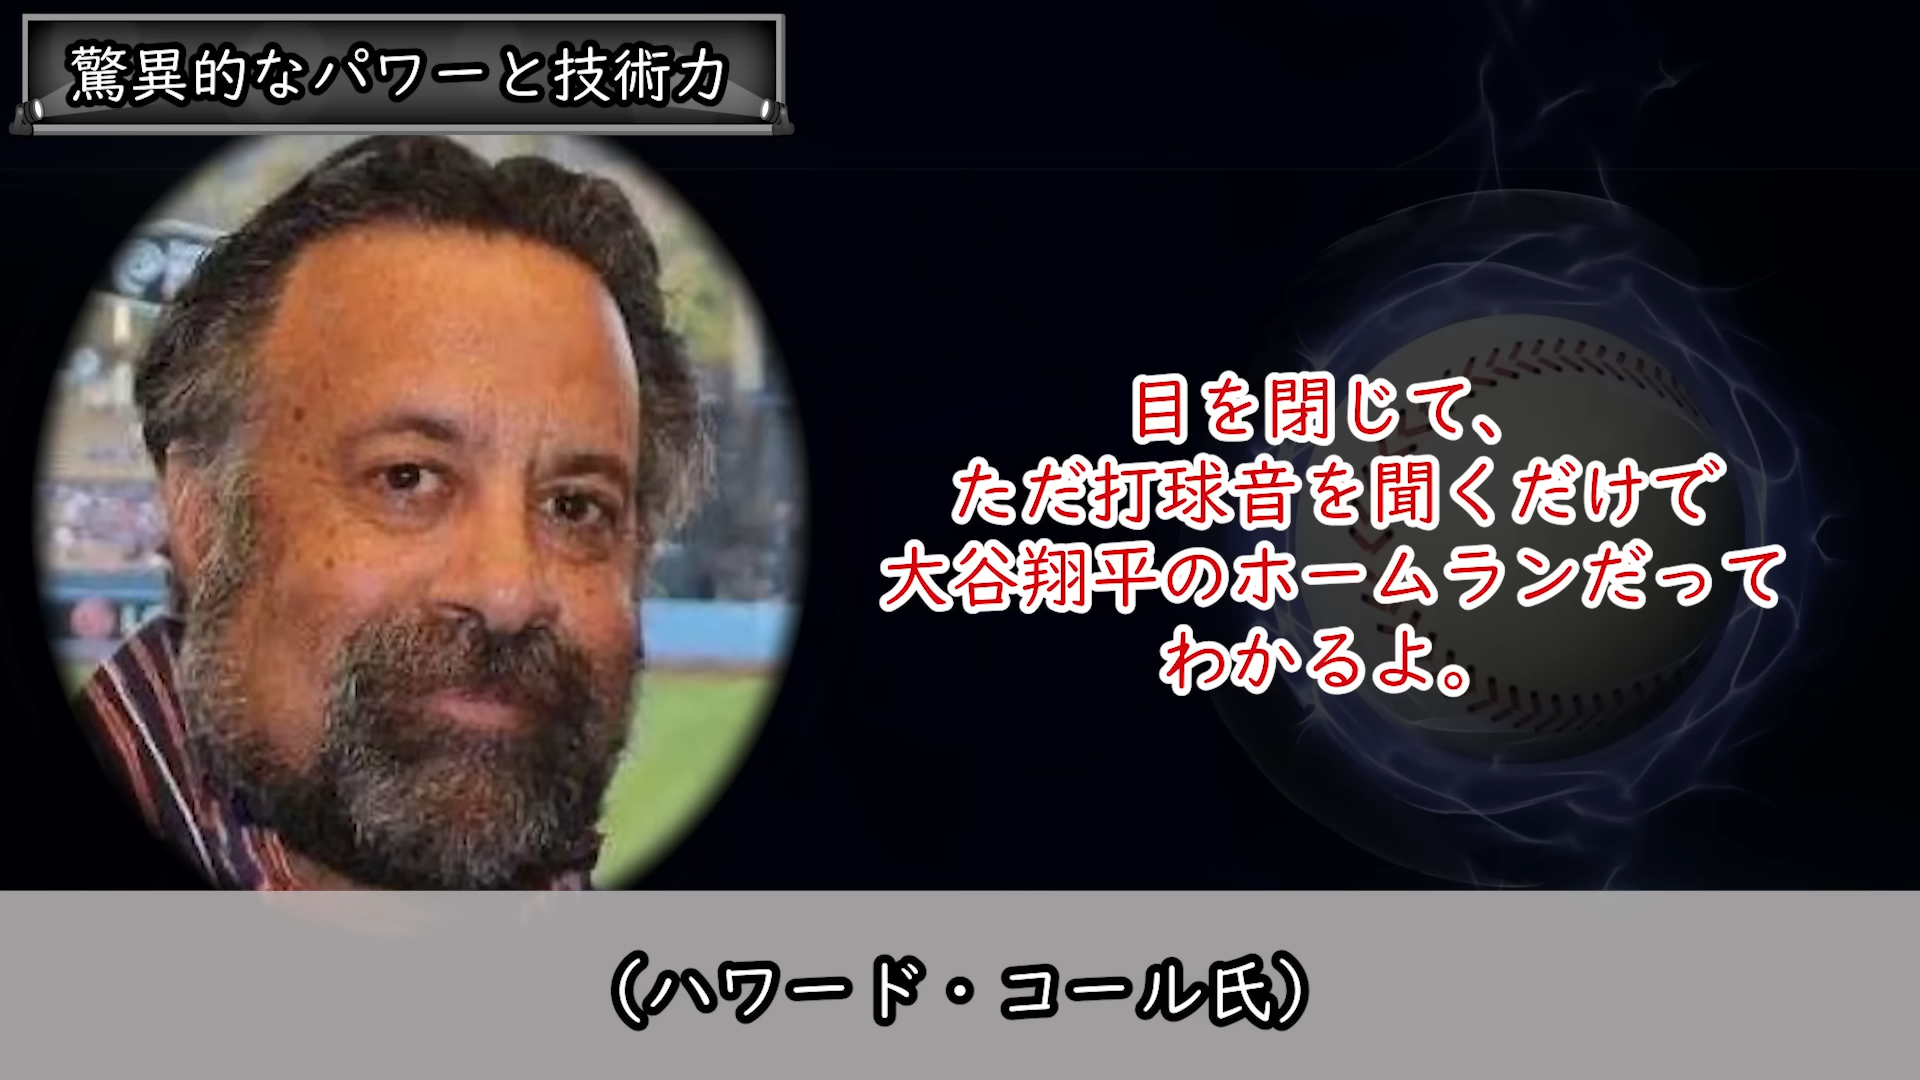 驚異的なパワーと技術力
目を閉じて、
ただ打球音を聞くだけで
大谷翔平のホームランだって
わかるよ。
（ハワード・コール氏）